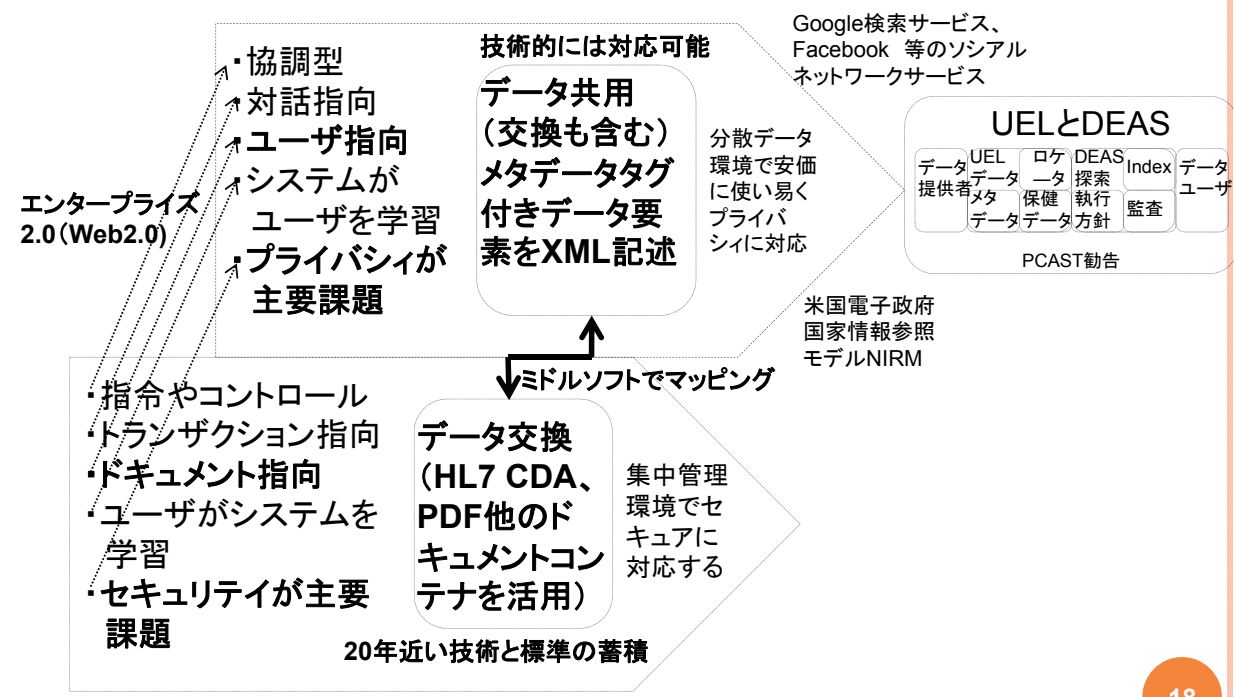 Google検索サービス、
Facebook 等のソシアル
ネットワークサービス
技術的には対応可能
・協調型
・対話指向
・ユーザ指向
・システムが
ユーザを学習
・プライバシィが
主要課題
データ共用
（交換も含む）
メタデータタグ
付きデータ要
素をXML記述
分散データ
環境で安価
に使い易く
プライバ
シィに対応
UELとDEAS
データ
提供者
UEL
データ
ロケ
ータ
DEAS
探索
Index
データ
ユーザ
メタ
データ
保健
データ
執行
方針
監査
PCAST勧告
エンタープライズ
2.0（Web2.0)
米国電子政府
国家情報参照
モデルNIRM
ミドルソフトでマッピング
・指令やコントロール
・トランザクション指向
・ドキュメント指向
・ユーザがシステムを
学習
・セキュリテイが主要
課題
データ交換
（HL7 CDA、
PDF他のド
キュメントコン
テナを活用）
集中管理
環境でセ
キュアに
対応する
20年近い技術と標準の蓄積
18